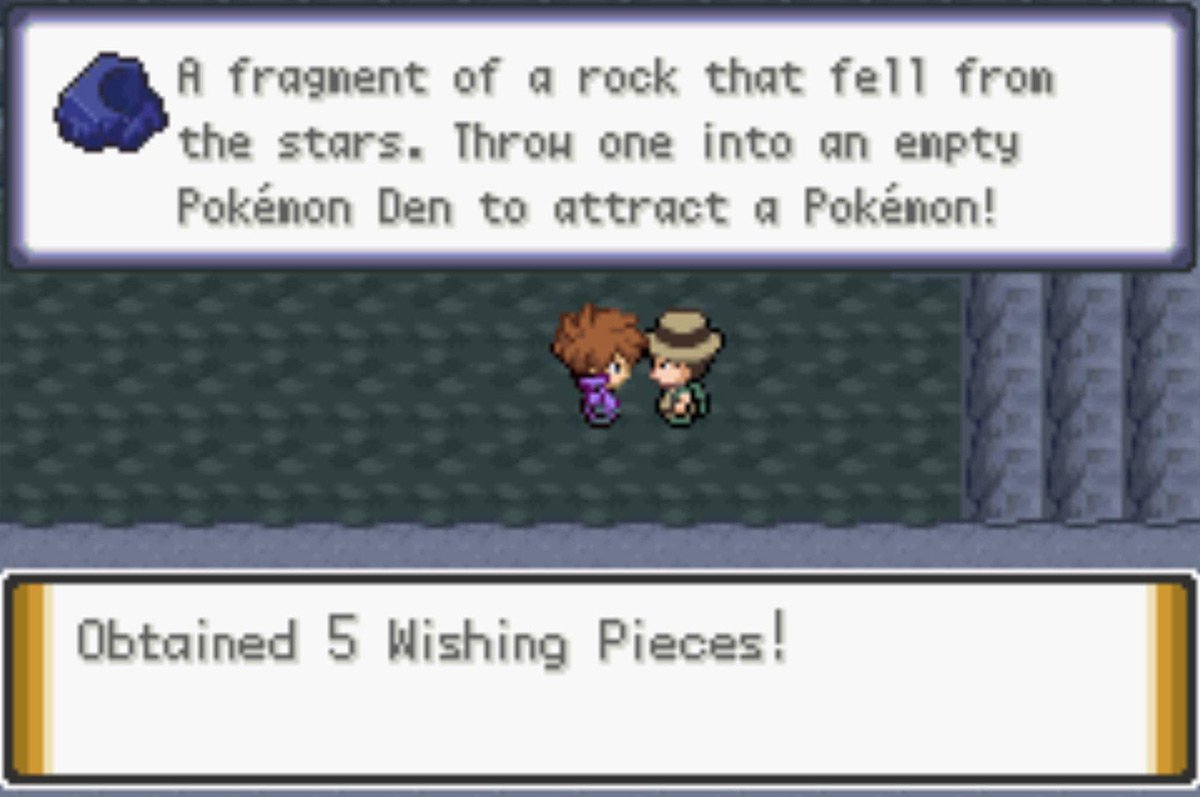 A fragment of a rock that fell from
the stars. Throw one into an empty
Pokémon Den to attract a Pokémon!
Obtained 5 Wishing Pieces!